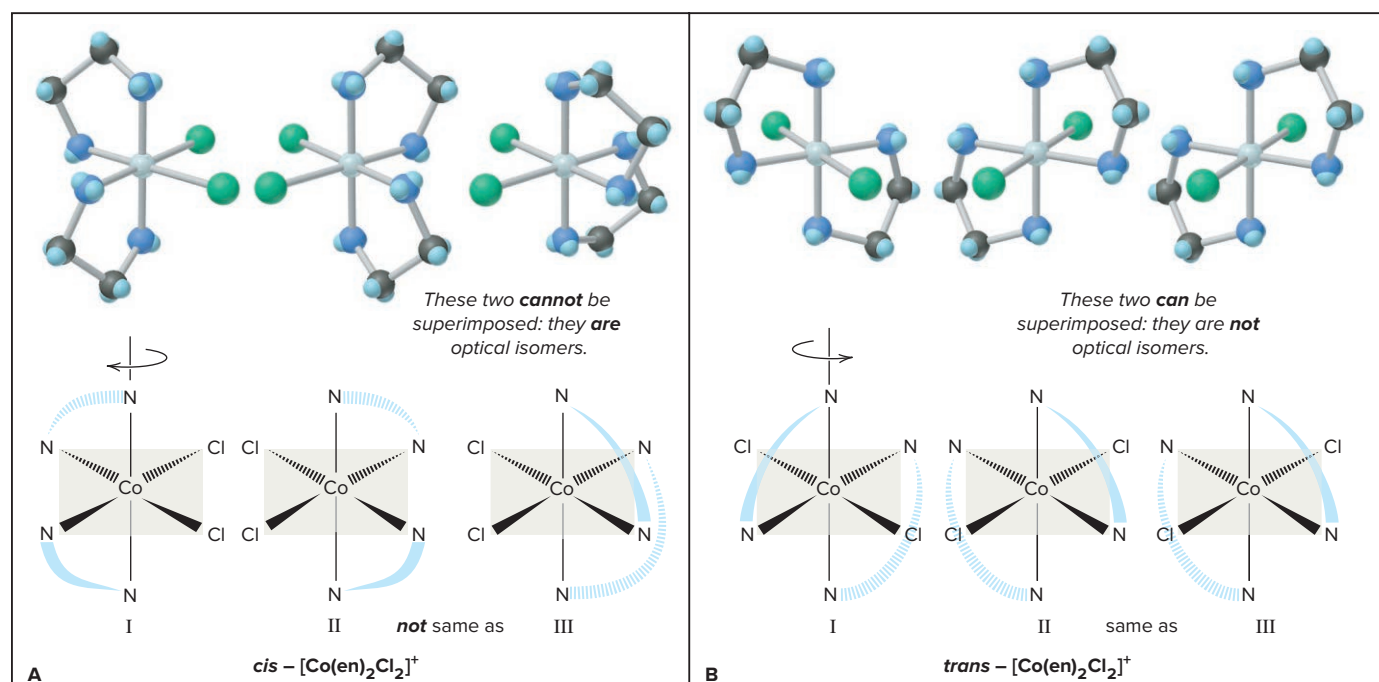 These two cannot be
superimposed: they are
optical isomers.
N
N
Cl
Co
N
Cl
N
I
N
Cl
N
Co
Cl
N
N
II
not same as
N
Cl
N
Co
Cl
N
N
III
A
cis – [Co(en)₂Cl₂]⁺
These two can be
superimposed: they are not
optical isomers.
N
Cl
N
Co
N
Cl
N
I
N
N
Cl
Co
Cl
N
N
II
same as
N
N
Cl
Co
Cl
N
N
III
B
trans – [Co(en)₂Cl₂]⁺